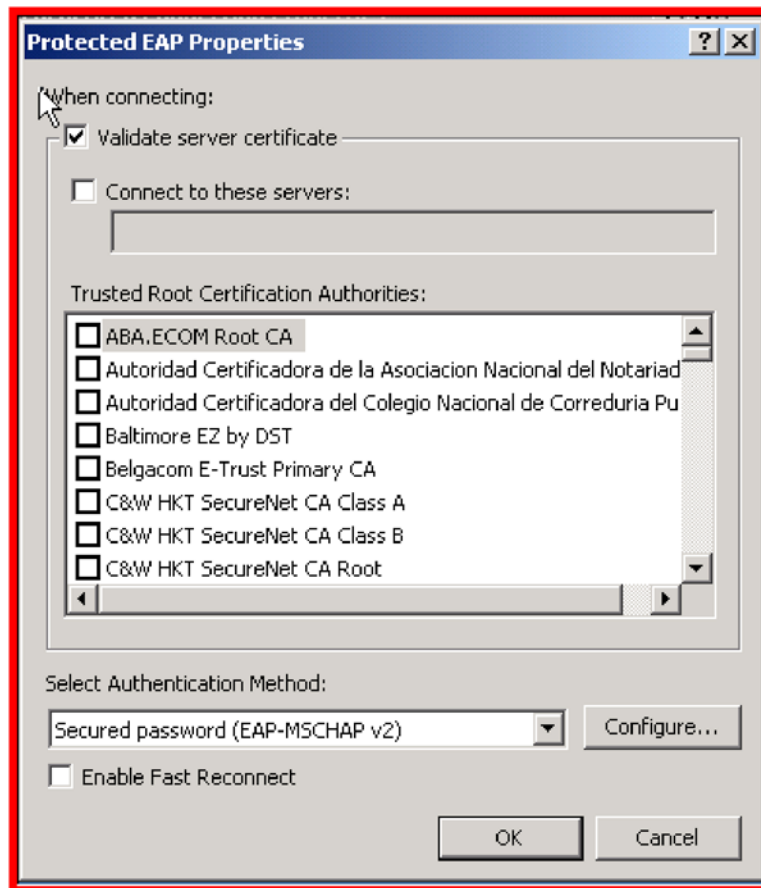 Protected EAP Properties
When connecting:
Validate server certificate
Connect to these servers:
Trusted Root Certification Authorities:
ABA.ECOM Root CA
Autoridad Certificadora de la Asociacion Nacional del Notariad
Autoridad Certificadora del Colegio Nacional de Correduria Pu
Baltimore EZ by DST
Belgacom E-Trust Primary CA
C&W HKT SecureNet CA Class A
C&W HKT SecureNet CA Class B
C&W HKT SecureNet CA Root
Select Authentication Method:
Secured password (EAP-MSCHAP v2) Configure...
Enable Fast Reconnect
OK Cancel